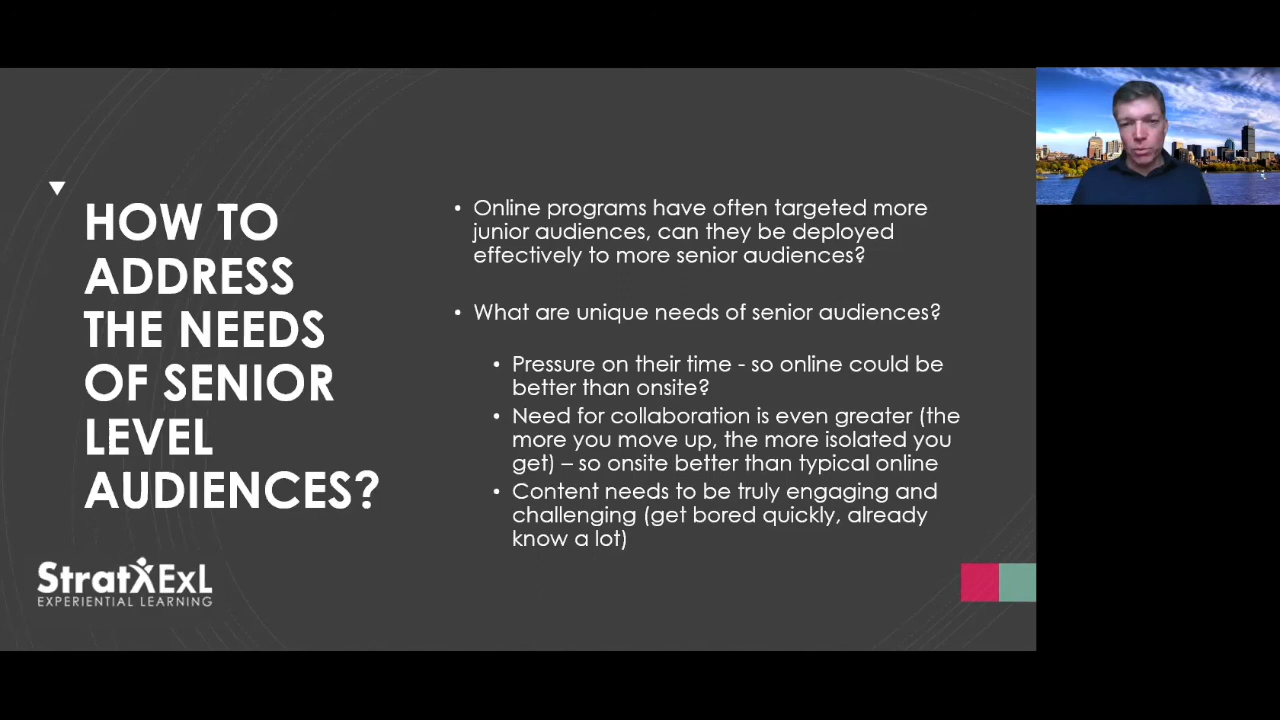 HOW TO
ADDRESS
THE NEEDS
OF SENIOR
LEVEL
AUDIENCES?
• Online programs have often targeted more
junior audiences, can they be deployed
effectively to more senior audiences?
• What are unique needs of senior audiences?
• Pressure on their time - so online could be
better than onsite?
• Need for collaboration is even greater (the
more you move up, the more isolated you
get) – so onsite better than typical online
• Content needs to be truly engaging and
challenging (get bored quickly, already
know a lot)
StratXExL
EXPERIENTIAL LEARNING